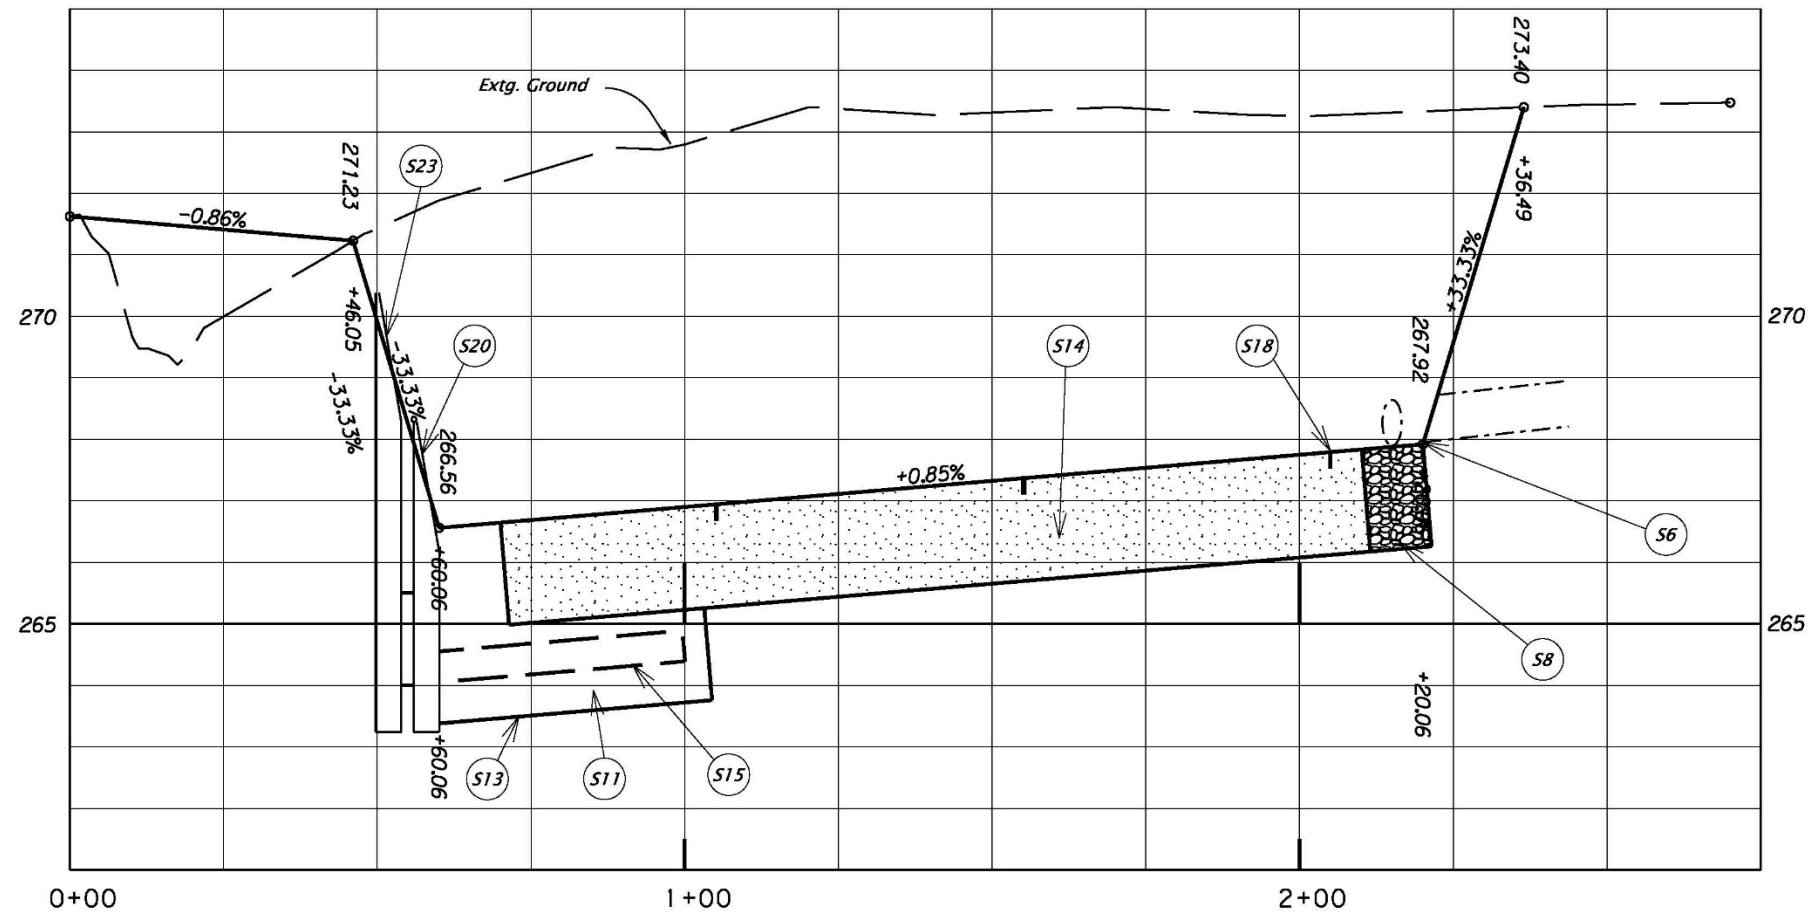 273.40
Extg. Ground
271.23
S23
-0.86%
+36.49
+33.33%
270
+46.05
S20
S14
S18
267.92
270
-33.33%
-33.33%
266.56
+0.85%
S6
+60.06
265
265
S8
+20.06
+60.06
S13
S11
S15
0+00
1+00
2+00